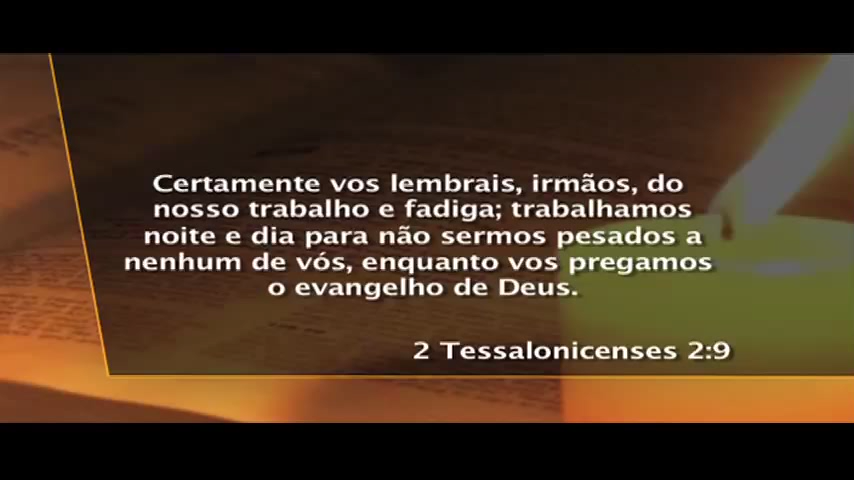 Certamente vos lembrais, irmãos, do
nosso trabalho e fadiga; trabalhamos
noite e dia para não sermos pesados a
nenhum de vós, enquanto vos pregamos
o evangelho de Deus.
2 Tessalonicenses 2:9